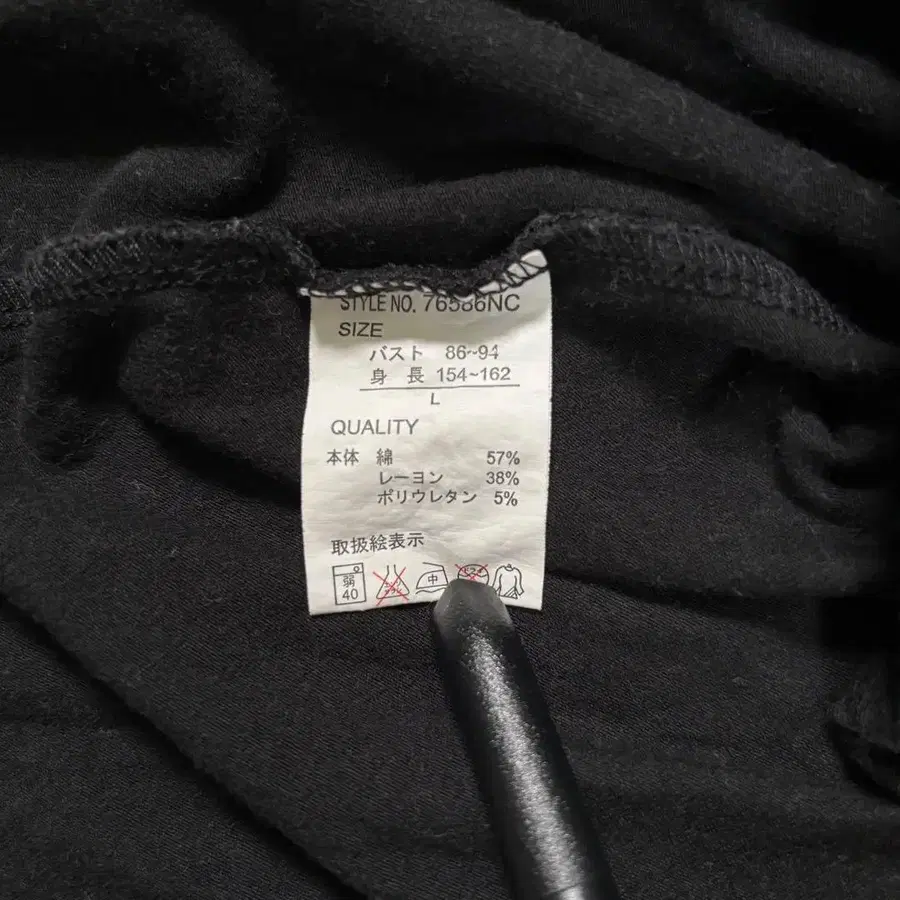 STYLE NO. 76586NC
SIZE
バスト 86~94
身 長 154~162
L
QUALITY
本体 綿 57%
レーヨン 38%
ポリウレタン 5%
取扱絵表示
弱 中
40